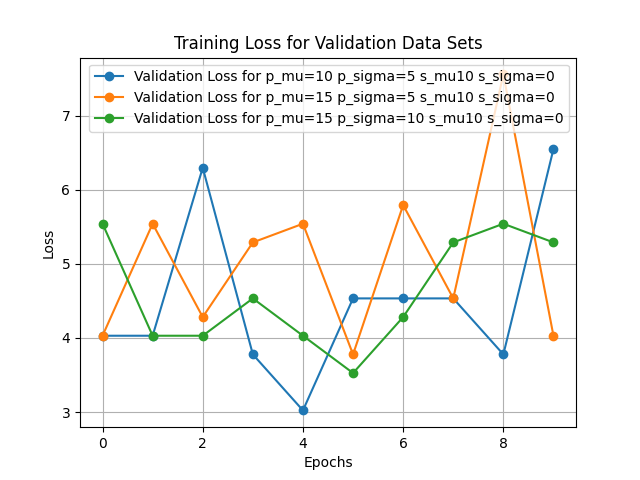 Training Loss for Validation Data Sets
Validation Loss for p_mu=10 p_sigma=5 s_mu10 s_sigma=0
Validation Loss for p_mu=15 p_sigma=5 s_mu10 s_sigma=0
Validation Loss for p_mu=15 p_sigma=10 s_mu10 s_sigma=0
7
6
5
4
3
Loss
0 2 4 6 8
Epochs